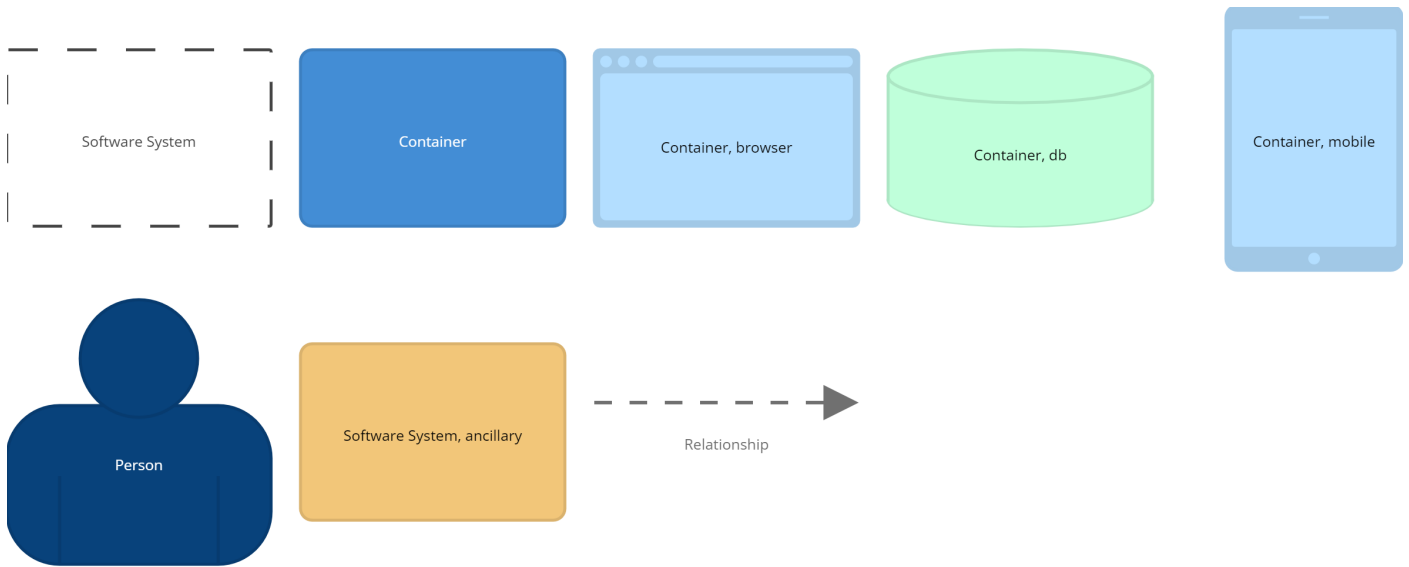 Software System
Container
Container, browser
Container, db
Container, mobile
Person
Software System, ancillary
Relationship